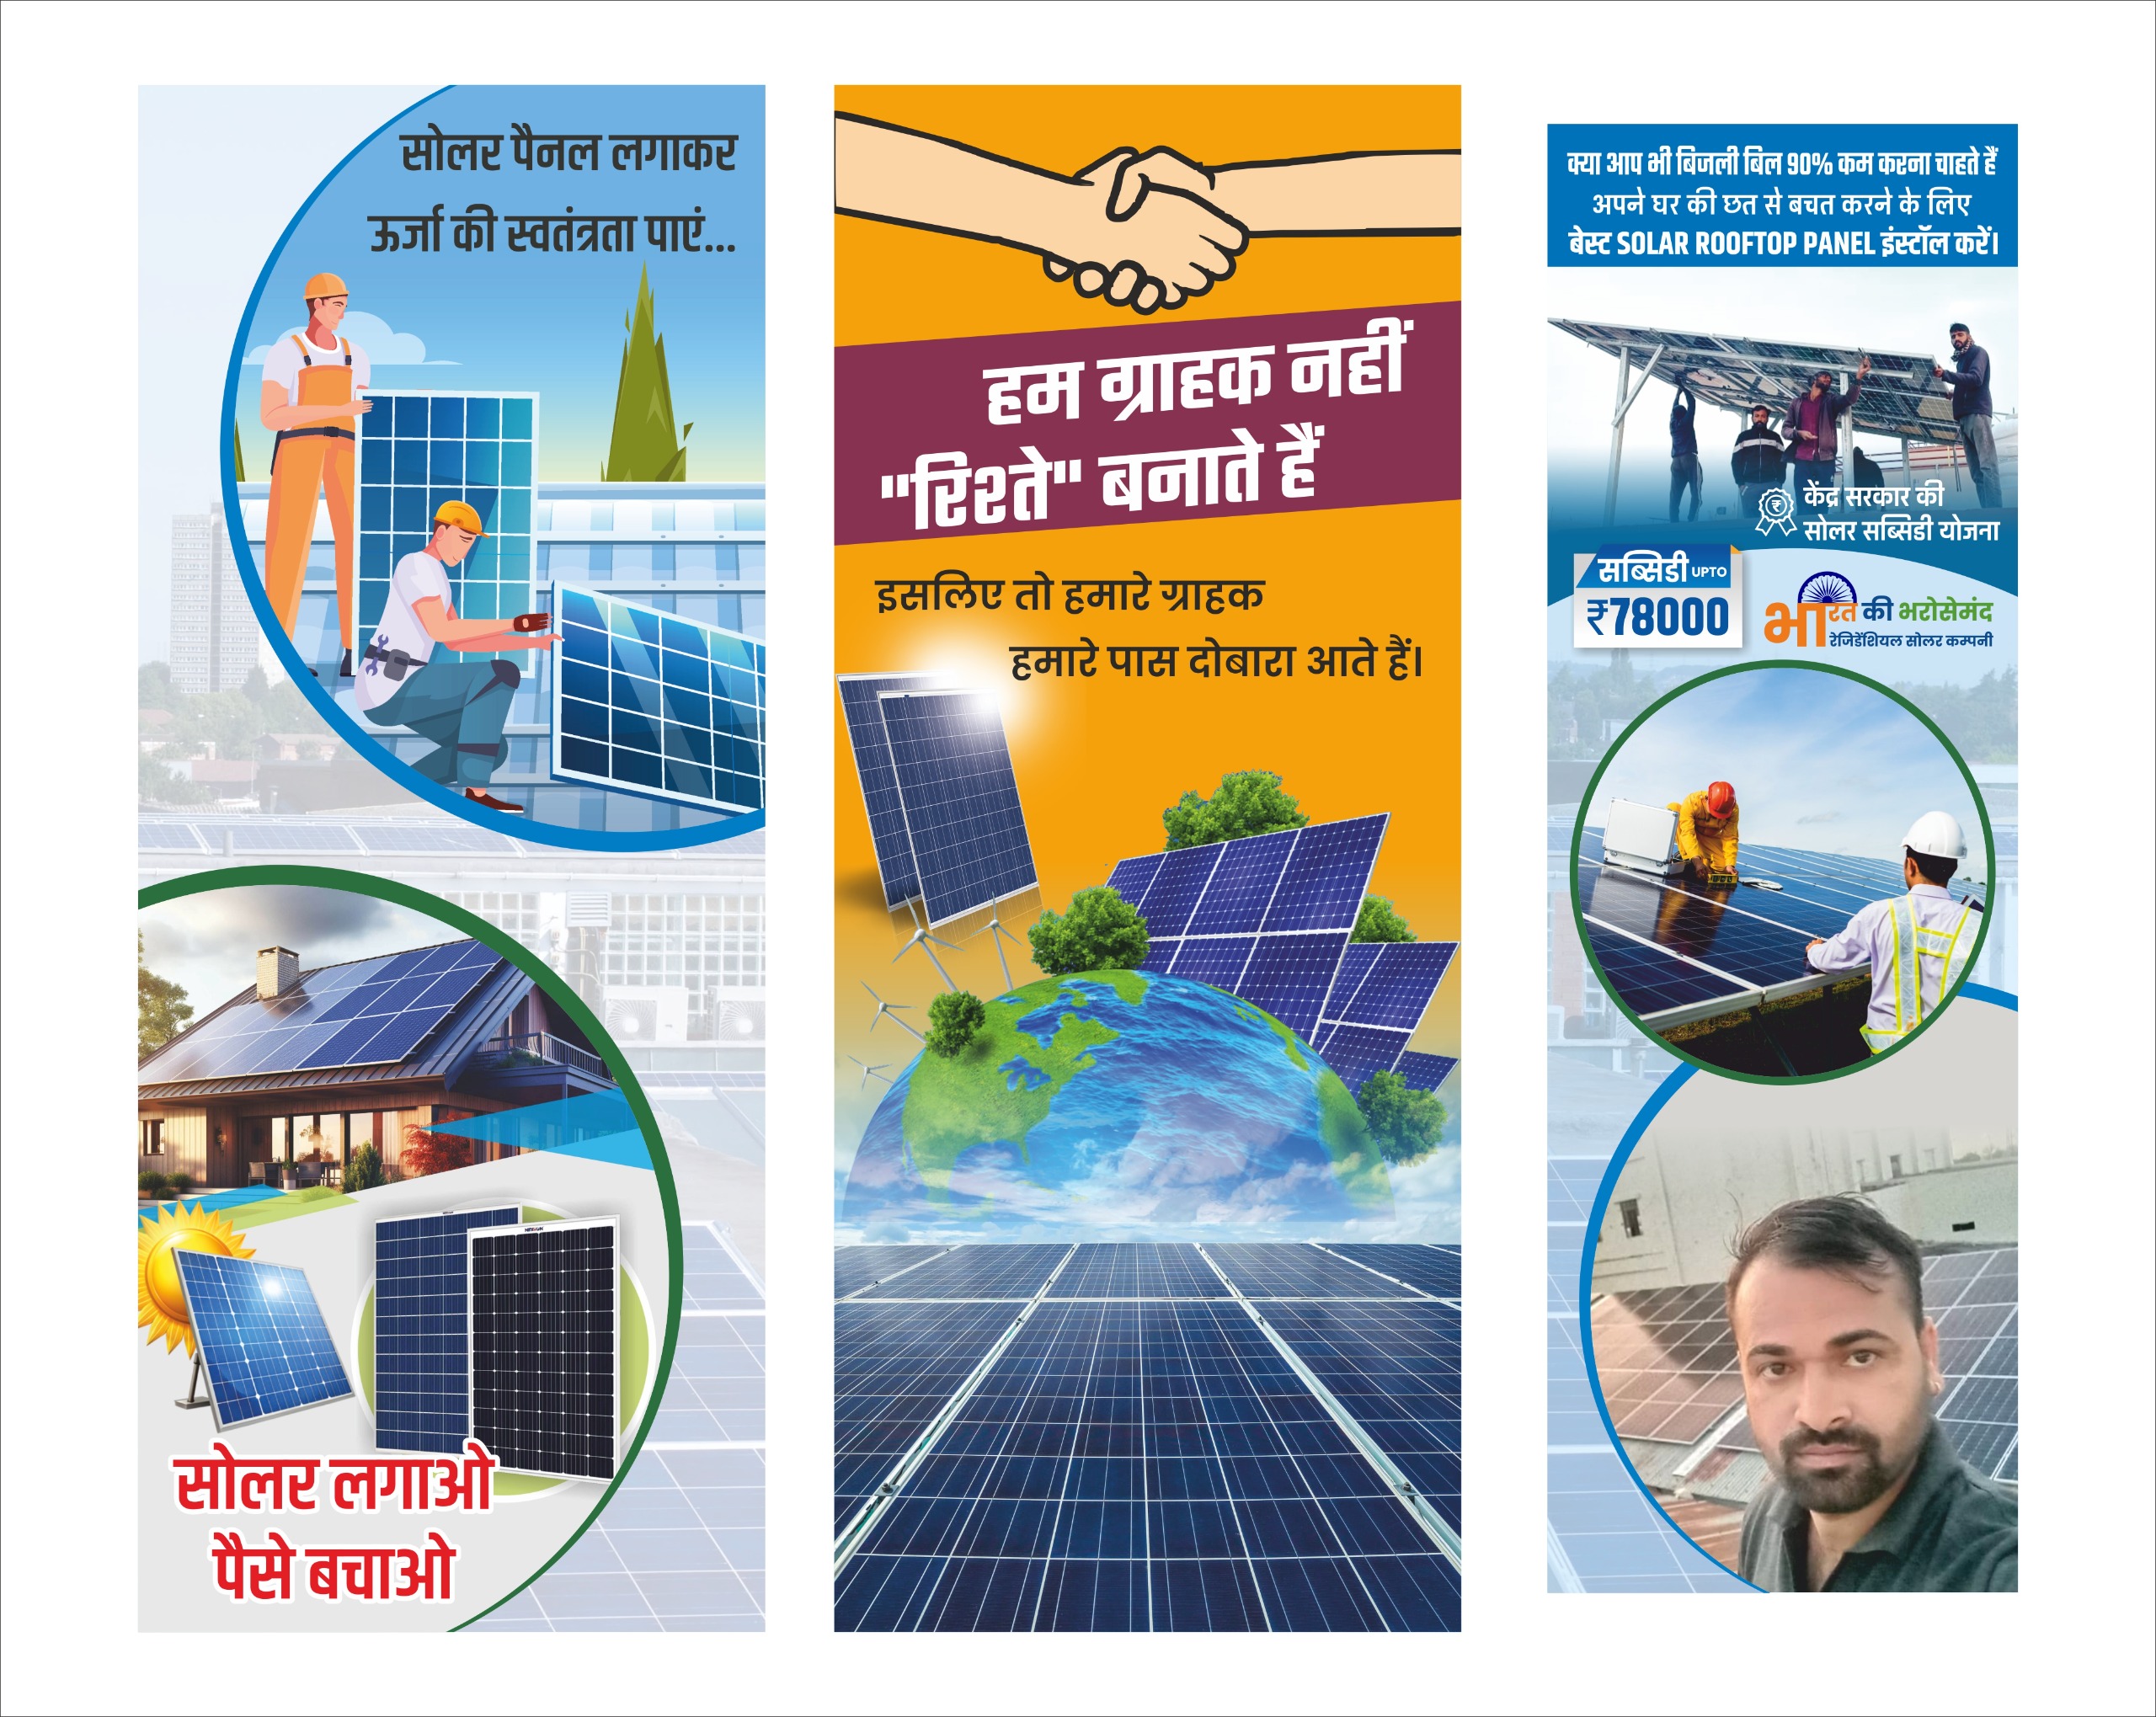 सोलर पैनल लगाकर
ऊर्जा की स्वतंत्रता पाएं...
सोलर लगाओ
पैसे बचाओ
हम ग्राहक नहीं
"रिश्ते" बनाते हैं
इसलिए तो हमारे ग्राहक
हमारे पास दोबारा आते हैं।
क्या आप भी बिजली बिल 90% कम करना चाहते हैं
अपने घर की छत से बचत करने के लिए
बेस्ट SOLAR ROOFTOP PANEL इंस्टॉल करें।
केंद्र सरकार की
सोलर सब्सिडी योजना
सब्सिडी UPTO
₹78000
भारत की भरोसेमंद
रेजिडेंशियल सोलर कम्पनी